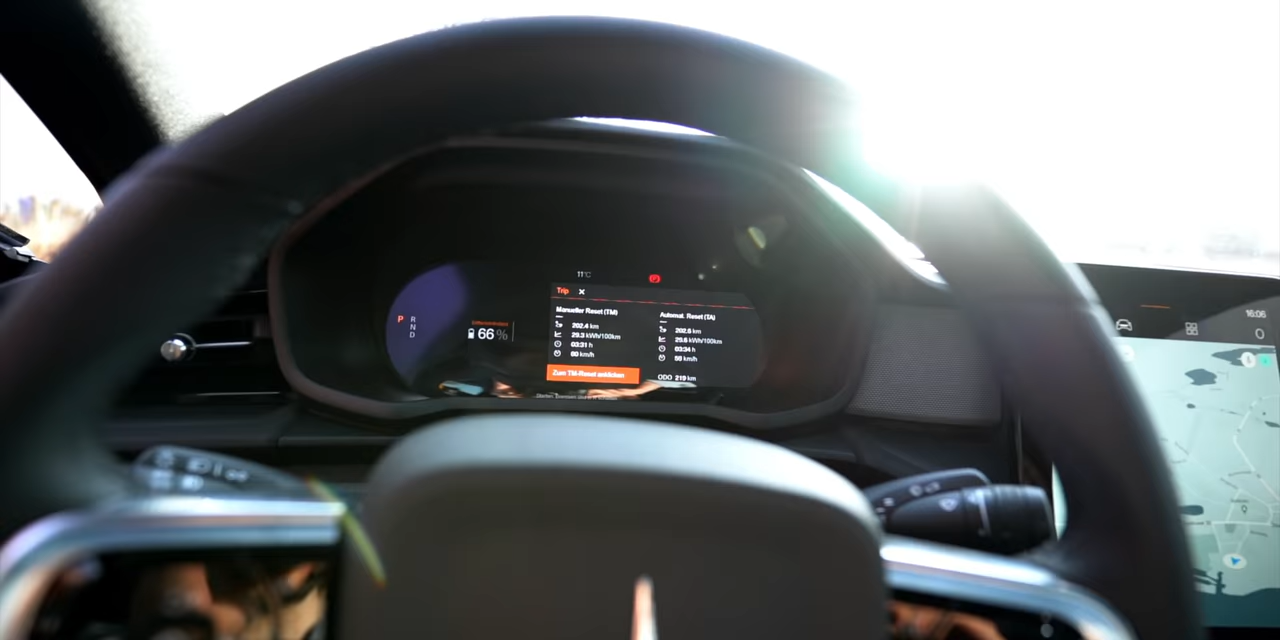 11°C
Trip ×
Manueller Reset (TM)
202.4 km
29.3 kWh/100km
03:31 h
60 km/h
Zum TM-Reset anklicken
Automat. Reset (TA)
202.6 km
29.6 kWh/100km
03:34 h
56 km/h
ODO 219 km
P R
N
D
66 %
16:06